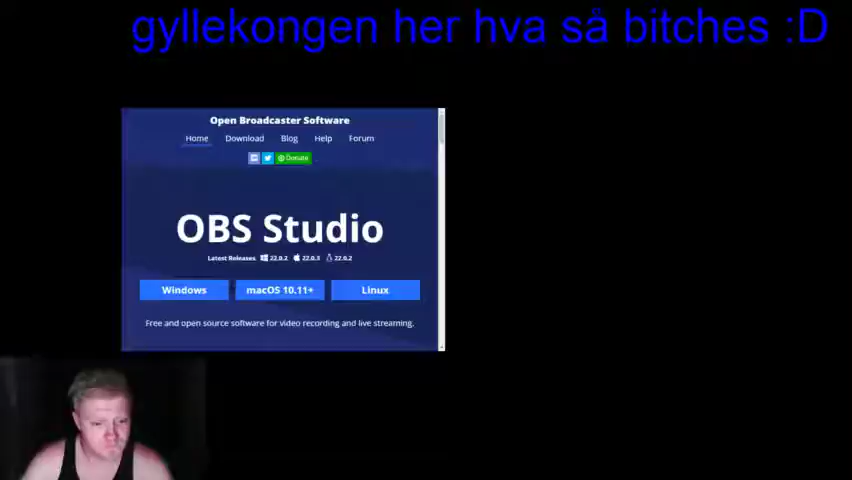 gyllekongen her hva så bitches :D
Open Broadcaster Software
Home Download Blog Help Forum
Donate
OBS Studio
Latest Releases 22.0.2 22.0.3 22.0.2
Windows macOS 10.11+ Linux
Free and open source software for video recording and live streaming.